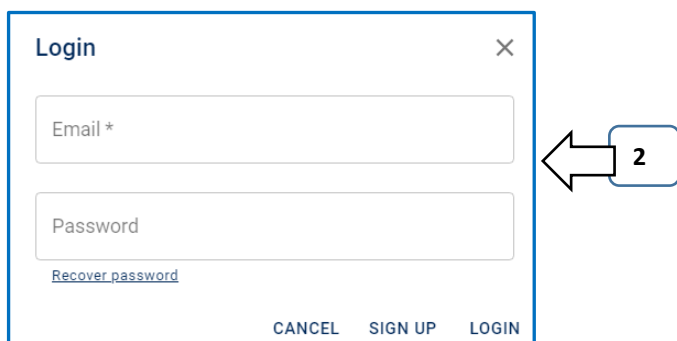 Login
Email *
2
Password
Recover password
CANCEL SIGN UP LOGIN